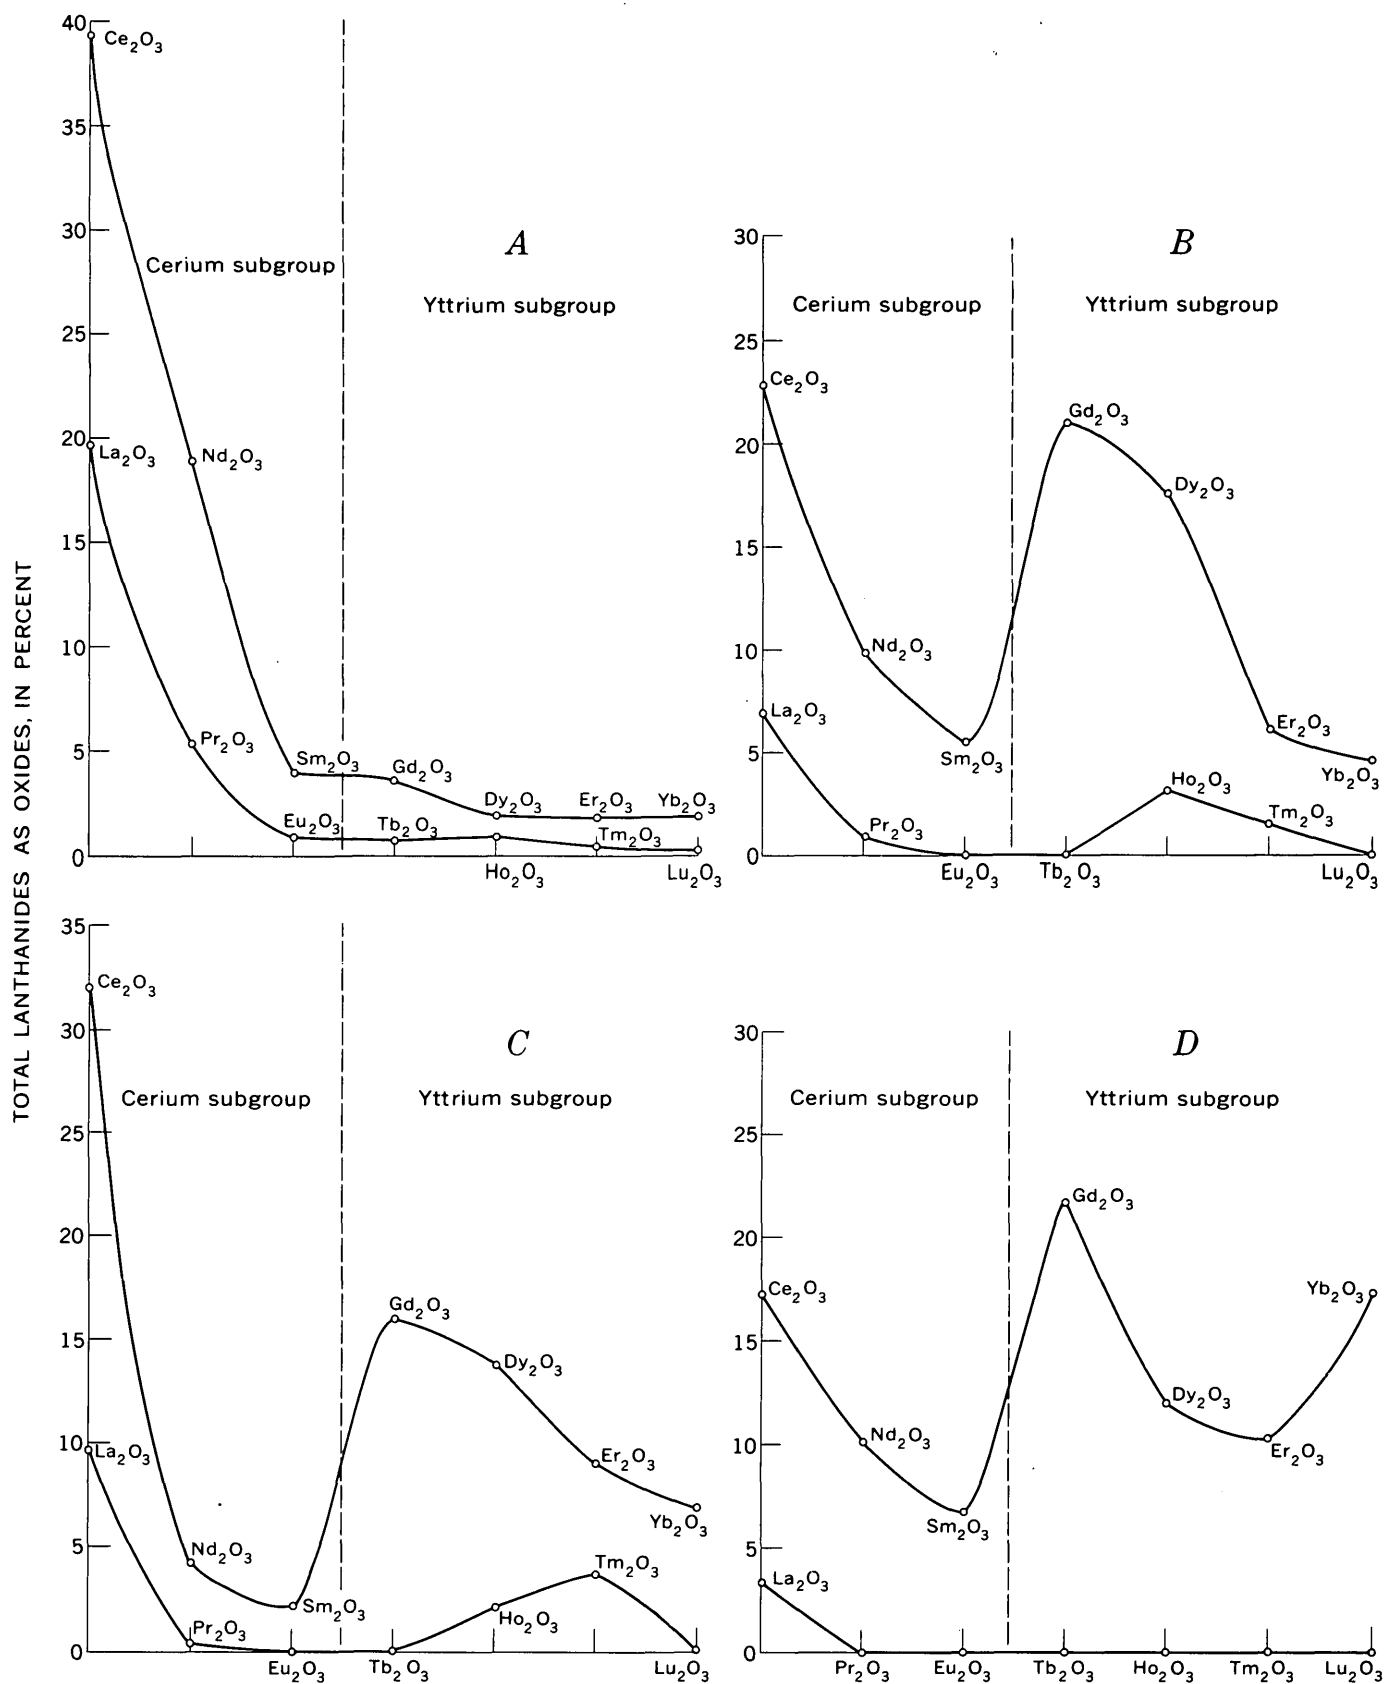 TOTAL LANTHANIDES AS OXIDES, IN PERCENT
A
Cerium subgroup
Yttrium subgroup
40
35
30
25
20
15
10
5
0
Ce₂O₃
La₂O₃
Nd₂O₃
Pr₂O₃
Sm₂O₃
Eu₂O₃
Gd₂O₃
Tb₂O₃
Dy₂O₃
Er₂O₃
Yb₂O₃
Tm₂O₃
Ho₂O₃
Lu₂O₃
B
Cerium subgroup
Yttrium subgroup
30
25
20
15
10
5
0
Ce₂O₃
Gd₂O₃
Dy₂O₃
Nd₂O₃
La₂O₃
Sm₂O₃
Er₂O₃
Yb₂O₃
Ho₂O₃
Pr₂O₃
Tm₂O₃
Eu₂O₃
Tb₂O₃
Lu₂O₃
C
Cerium subgroup
Yttrium subgroup
35
30
25
20
15
10
5
0
Ce₂O₃
Gd₂O₃
Dy₂O₃
La₂O₃
Er₂O₃
Yb₂O₃
Nd₂O₃
Tm₂O₃
Sm₂O₃
Ho₂O₃
Pr₂O₃
Eu₂O₃
Tb₂O₃
Lu₂O₃
D
Cerium subgroup
Yttrium subgroup
30
25
20
15
10
5
0
Gd₂O₃
Ce₂O₃
Yb₂O₃
Dy₂O₃
Nd₂O₃
Er₂O₃
Sm₂O₃
La₂O₃
Pr₂O₃
Eu₂O₃
Tb₂O₃
Ho₂O₃
Tm₂O₃
Lu₂O₃